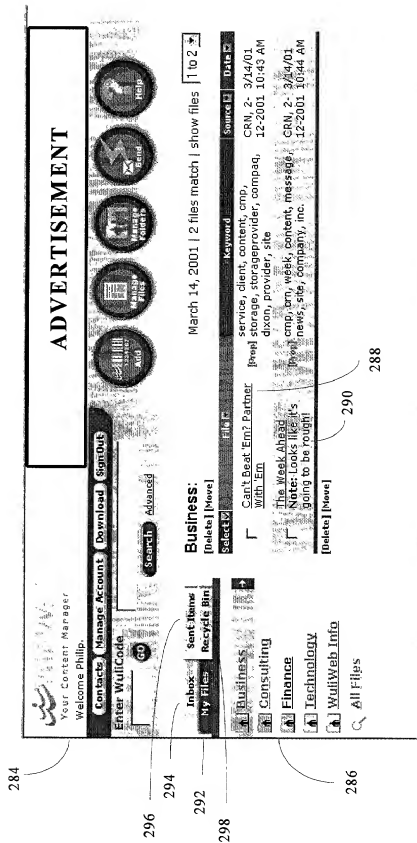 Your Content Manager
Welcome Philip.
ADVERTISEMENT
Contacts Manage Account Download SignOut
Enter WuliCode
GO
Search Advanced
Add
Manage Files
Manage Folders
Send
Help
Inbox Sent Items
My Files Recycle Bin
Business
Consulting
Finance
Technology
WuliWeb Info
All Files
Business:
March 14, 2001 | 2 files match | show files 1 to 2
[Delete] [Move]
Select File Keyword Source Date
Can't Beat 'Em? Partner With 'Em
[Prop]
service, client, content, cmp,
storage, storageprovider, compaq,
dixon, provider, site
CRN, 2-12-2001
3/14/01 10:43 AM
The Week Ahead
Note: Looks like it's
going to be rough!
[Prop]
cmp, crn, week, content, message,
news, site, company, inc.
CRN, 2-12-2001
3/14/01 10:44 AM
[Delete] [Move]
284
296
294
292
298
286
288
290